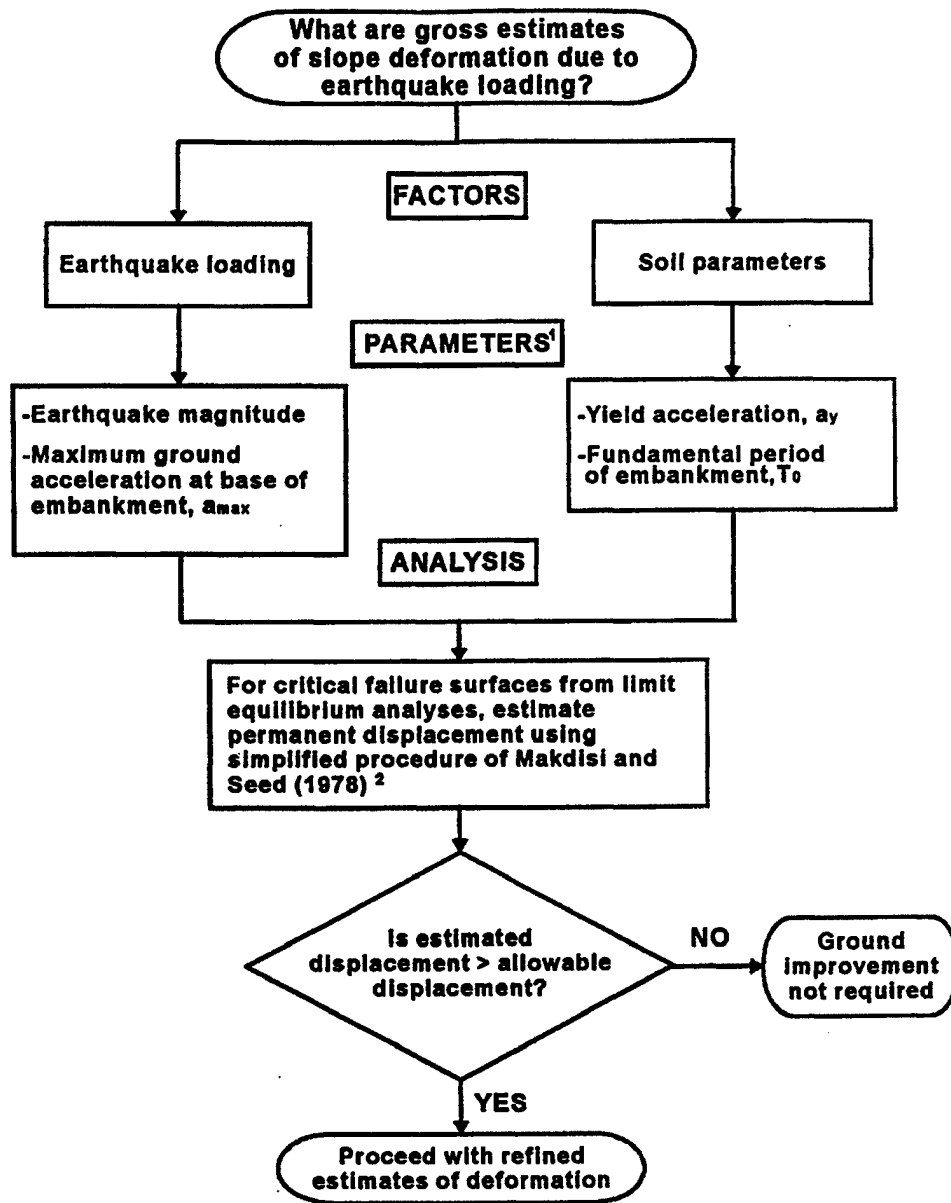 What are gross estimates
of slope deformation due to
earthquake loading?
FACTORS
Earthquake loading
Soil parameters
PARAMETERS¹
-Earthquake magnitude
-Maximum ground
acceleration at base of
embankment, amax
-Yield acceleration, ay
-Fundamental period
of embankment, T₀
ANALYSIS
For critical failure surfaces from limit
equilibrium analyses, estimate
permanent displacement using
simplified procedure of Makdisi and
Seed (1978) ²
Is estimated
displacement > allowable
displacement?
NO
Ground
improvement
not required
YES
Proceed with refined
estimates of deformation